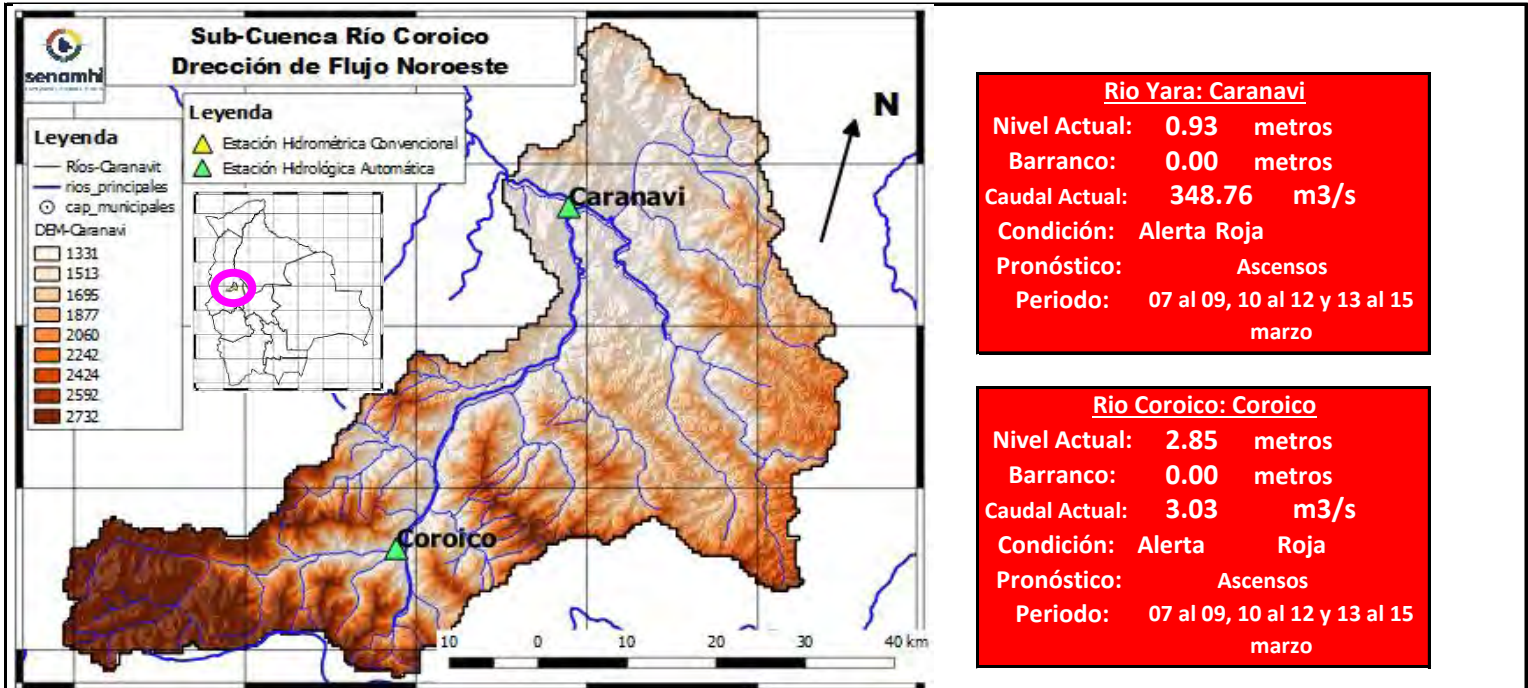 Sub-Cuenca Río Coroico
Drección de Flujo Noroeste
senamhi
Leyenda
Estación Hidrométrica Convencional
Estación Hidrológica Automática
Leyenda
Ríos-Caranavit
rios_principales
cap_municipales
DEM-Caranavi
1331
1513
1695
1877
2060
2242
2424
2592
2732
N
Caranavi
Coroico
10 0 10 20 30 40 km
Rio Yara: Caranavi
Nivel Actual: 0.93 metros
Barranco: 0.00 metros
Caudal Actual: 348.76 m3/s
Condición: Alerta Roja
Pronóstico: Ascensos
Periodo: 07 al 09, 10 al 12 y 13 al 15
marzo
Rio Coroico: Coroico
Nivel Actual: 2.85 metros
Barranco: 0.00 metros
Caudal Actual: 3.03 m3/s
Condición: Alerta Roja
Pronóstico: Ascensos
Periodo: 07 al 09, 10 al 12 y 13 al 15
marzo